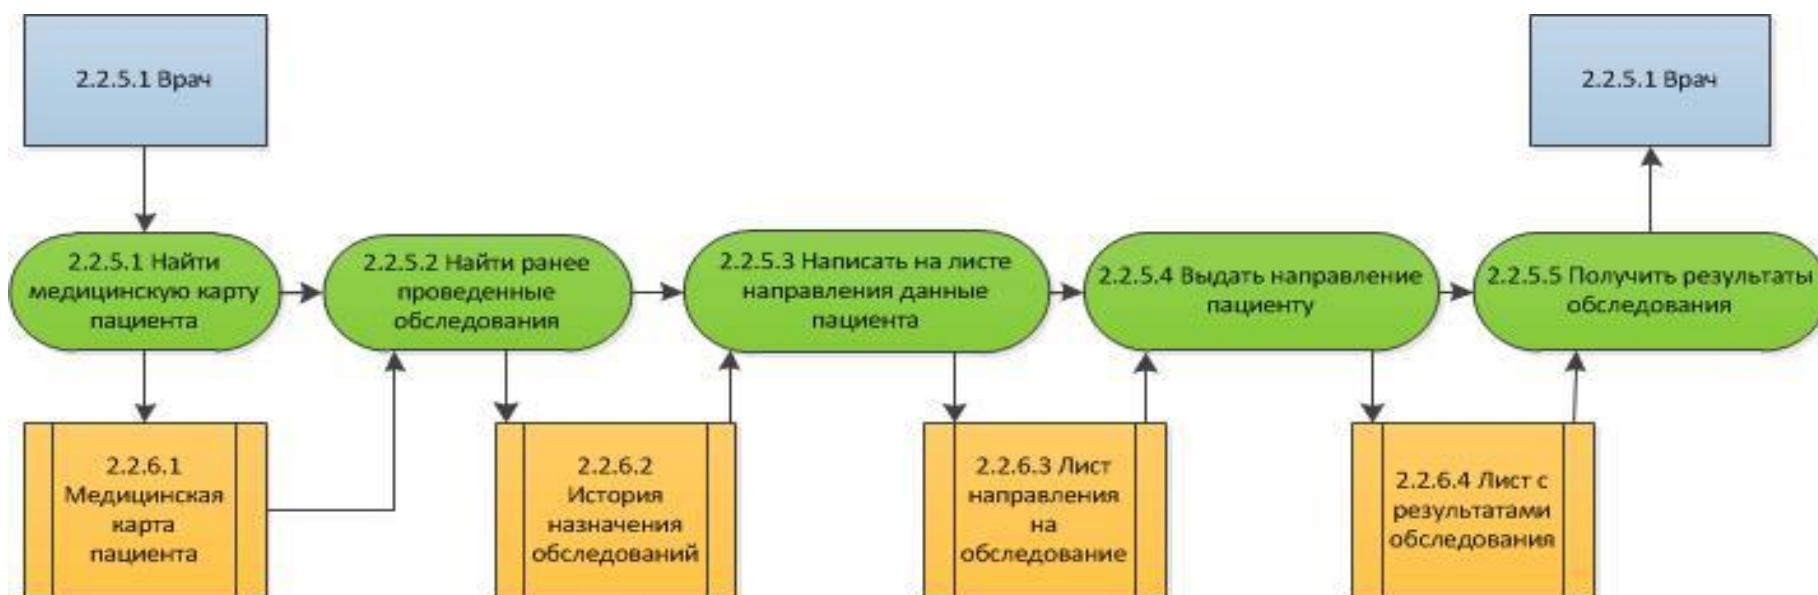 2.2.5.1 Врач
2.2.5.1 Врач
2.2.5.1 Найти
медицинскую карту
пациента
2.2.5.2 Найти ранее
проведенные
обследования
2.2.5.3 Написать на листе
направления данные
пациента
2.2.5.4 Выдать направление
пациенту
2.2.5.5 Получить результаты
обследования
2.2.6.1
Медицинская
карта
пациента
2.2.6.2
История
назначения
обследований
2.2.6.3 Лист
направления
на
обследование
2.2.6.4 Лист с
результатами
обследования